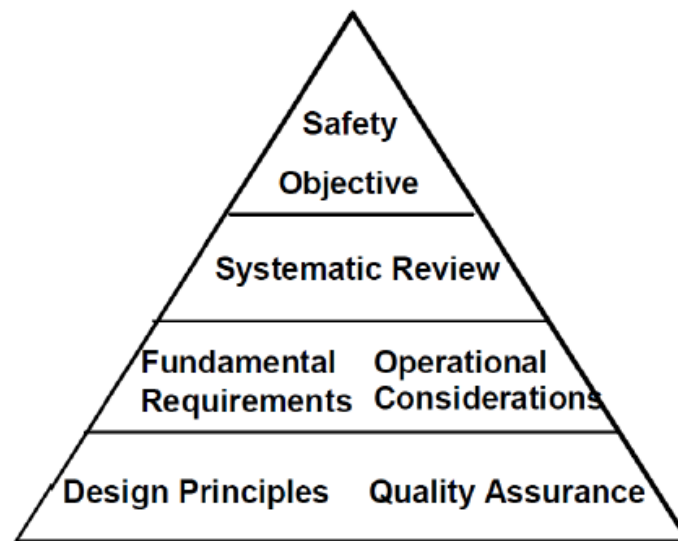 Safety
Objective
Systematic Review
Fundamental Operational
Requirements Considerations
Design Principles Quality Assurance